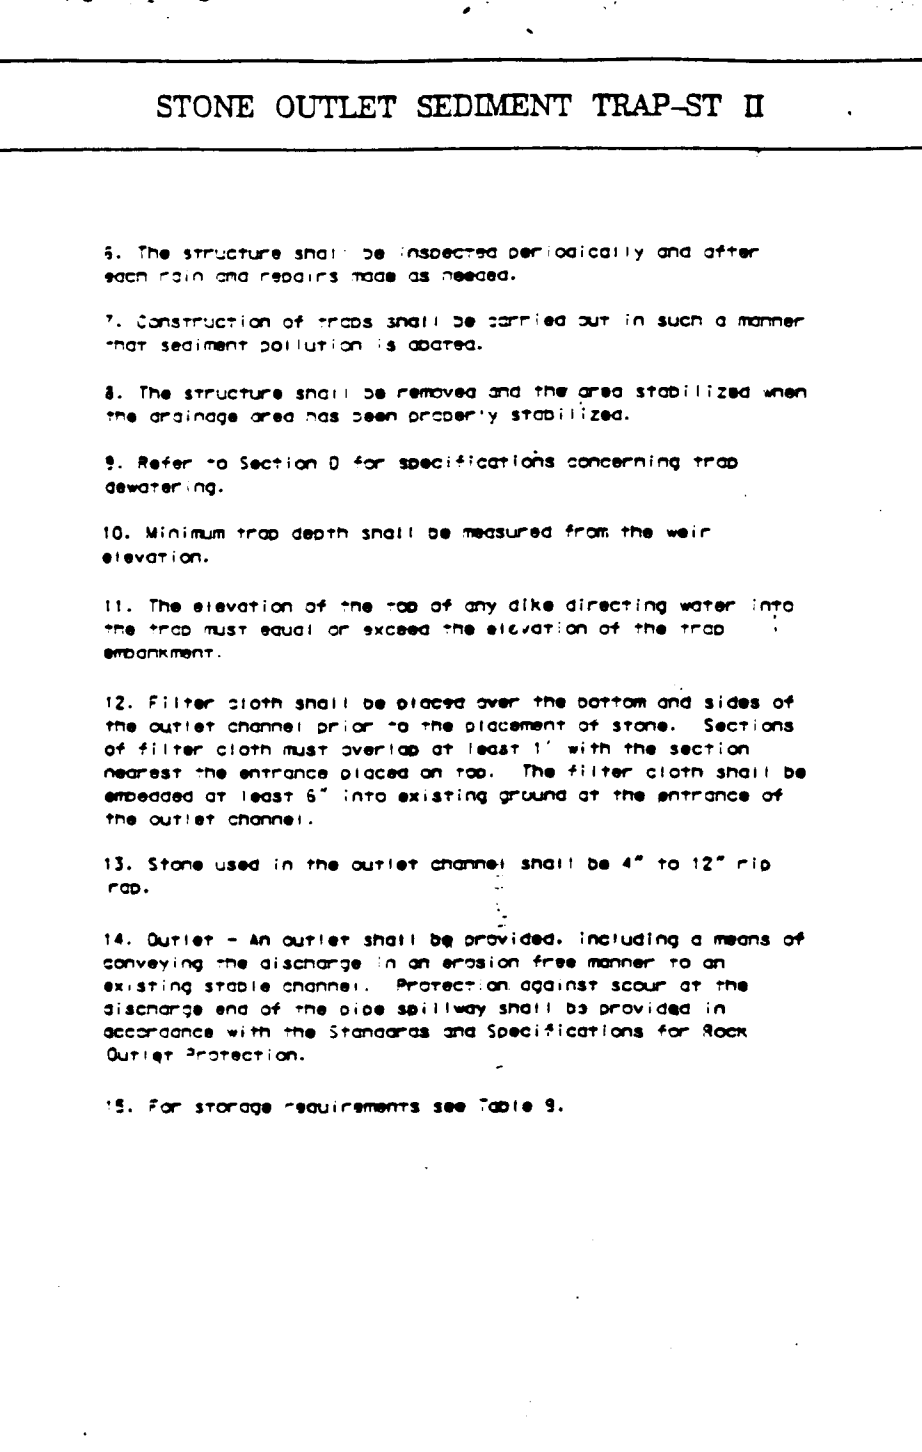 STONE OUTLET SEDIMENT TRAP-ST II
6. The structure shall be inspected periodically and after
each rain and repairs made as needed.
7. Construction of traps shall be carried out in such a manner
that sediment pollution is abated.
8. The structure shall be removed and the area stabilized when
the drainage area has been properly stabilized.
9. Refer to Section D for specifications concerning trap
dewatering.
10. Minimum trap depth shall be measured from the weir
elevation.
11. The elevation of the top of any dike directing water into
the trap must equal or exceed the elevation of the trap
embankment.
12. Filter cloth shall be placed over the bottom and sides of
the outlet channel prior to the placement of stone. Sections
of filter cloth must overlap at least 1' with the section
nearest the entrance placed on top. The filter cloth shall be
embedded at least 6" into existing ground at the entrance of
the outlet channel.
13. Stone used in the outlet channel shall be 4" to 12" rip
rap.
14. Outlet - An outlet shall be provided, including a means of
conveying the discharge in an erosion free manner to an
existing stable channel. Protection against scour at the
discharge end of the pipe spillway shall be provided in
accordance with the Standards and Specifications for Rock
Outlet Protection.
15. For storage requirements see Table 9.